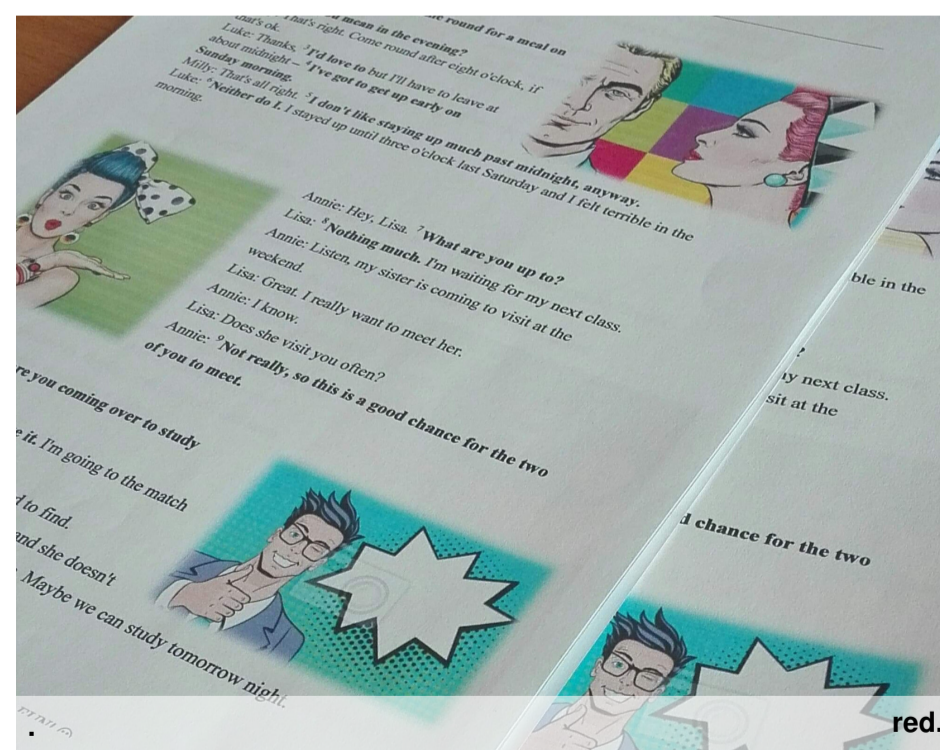 me round for a meal on
mean in the evening?
That's right. Come round after eight o'clock, if
that's ok.
Luke: Thanks, ³I'd love to but I'll have to leave at
about midnight – ⁴I've got to get up early on
Sunday morning.
Milly: That's all right. ⁵I don't like staying up much past midnight, anyway.
Luke: ⁶Neither do I. I stayed up until three o'clock last Saturday and I felt terrible in the
morning.
Annie: Hey, Lisa. ⁷What are you up to?
Lisa: ⁸Nothing much. I'm waiting for my next class.
Annie: Listen, my sister is coming to visit at the
weekend.
Lisa: Great. I really want to meet her.
Annie: I know.
Lisa: Does she visit you often?
Annie: ⁹Not really, so this is a good chance for the two
of you to meet.
re you coming over to study
e it. I'm going to the match
d to find.
and she doesn't
. Maybe we can study tomorrow night.
ble in the
?
y next class.
sit at the
d chance for the two
.
red.